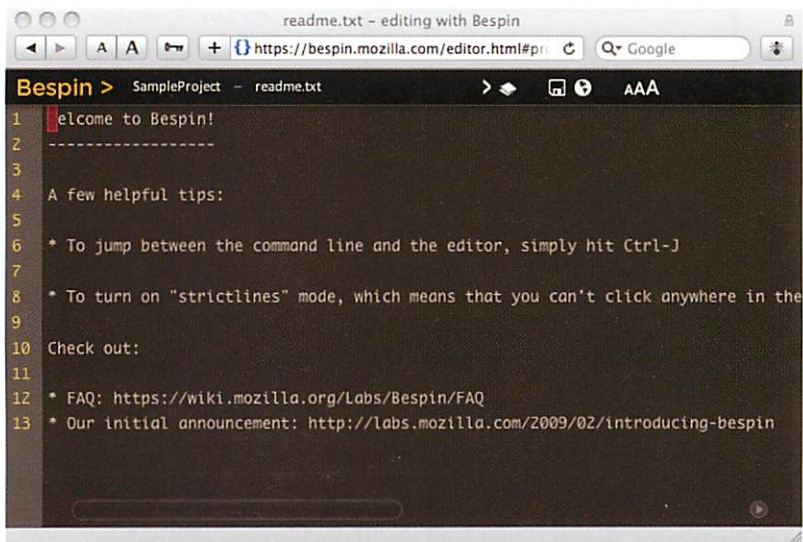 readme.txt – editing with Bespin
A A + {} https://bespin.mozilla.com/editor.html#pr Google
Bespin > SampleProject – readme.txt AAA
1 elcome to Bespin!
2 ------------------
3
4 A few helpful tips:
5
6 * To jump between the command line and the editor, simply hit Ctrl-J
7
8 * To turn on "strictlines" mode, which means that you can't click anywhere in the
9
10 Check out:
11
12 * FAQ: https://wiki.mozilla.org/Labs/Bespin/FAQ
13 * Our initial announcement: http://labs.mozilla.com/2009/02/introducing-bespin